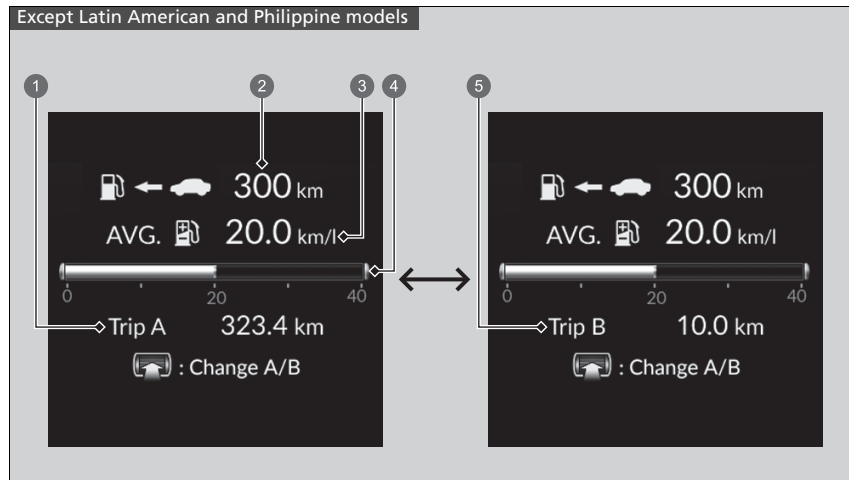 Except Latin American and Philippine models
1 2 3 4 5
300 km
AVG. 20.0 km/l
0 20 40
Trip A 323.4 km
: Change A/B
300 km
AVG. 20.0 km/l
0 20 40
Trip B 10.0 km
: Change A/B